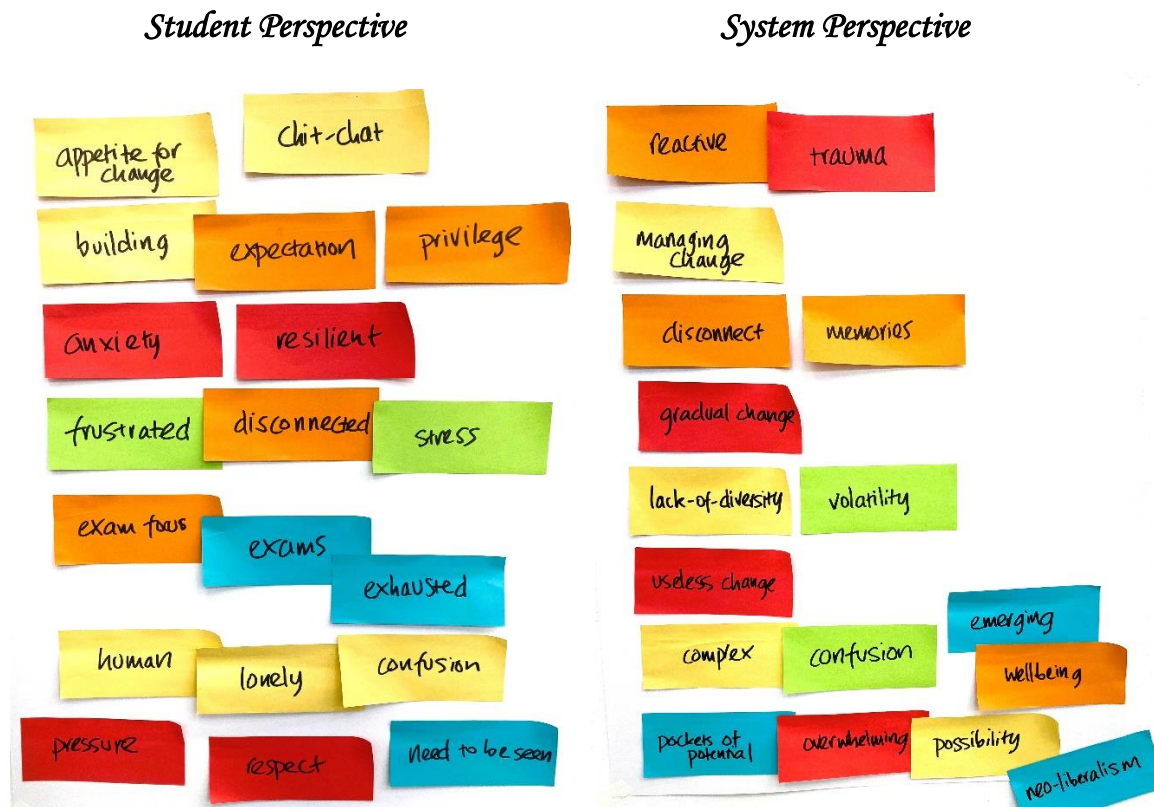 Student Perspective
appetite for
change
chit-chat
building
expectation
privilege
anxiety
resilient
frustrated
disconnected
stress
exam focus
exams
exhausted
human
lonely
confusion
pressure
respect
need to be seen
System Perspective
reactive
trauma
managing
change
disconnect
memories
gradual change
lack-of-diversity
volatility
useless change
emerging
complex
confusion
wellbeing
pockets of
potential
overwhelming
possibility
neo-liberalism